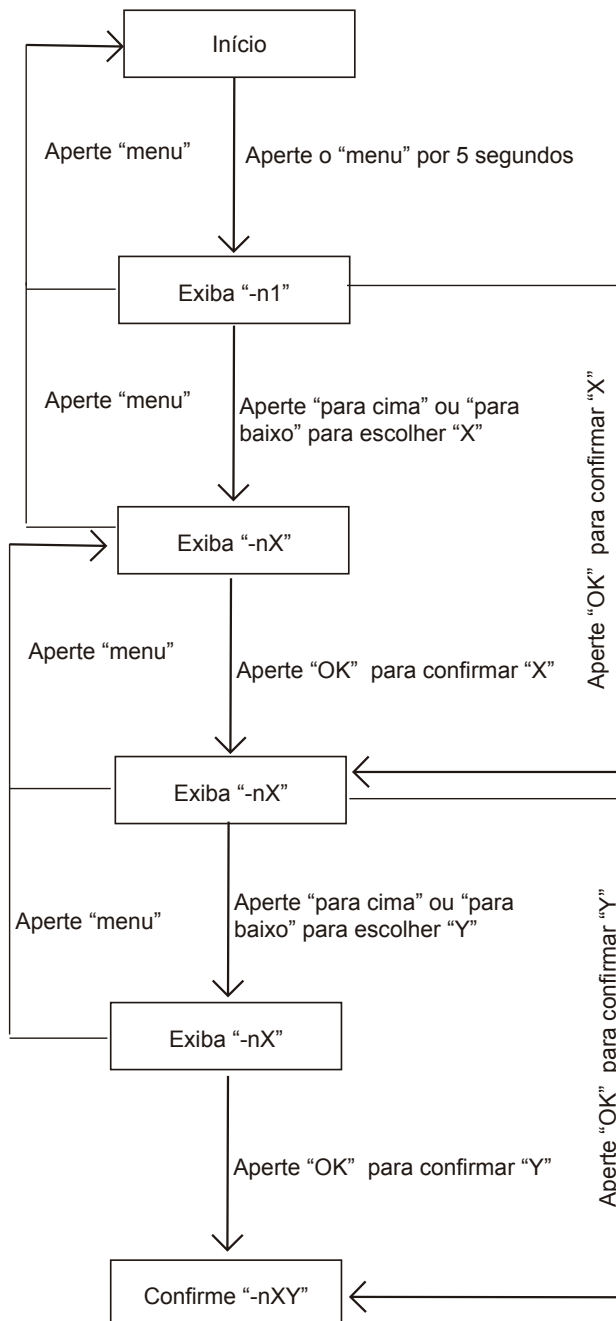 Início
Aperte “menu”
Aperte o “menu” por 5 segundos
Exiba “-n1”
Aperte “menu”
Aperte “para cima” ou “para
baixo” para escolher “X”
Aperte “OK” para confirmar “X”
Exiba “-nX”
Aperte “menu”
Aperte “OK” para confirmar “X”
Exiba “-nX”
Aperte “menu”
Aperte “para cima” ou “para
baixo” para escolher “Y”
Aperte “OK” para confirmar “Y”
Exiba “-nX”
Aperte “OK” para confirmar “Y”
Confirme “-nXY”